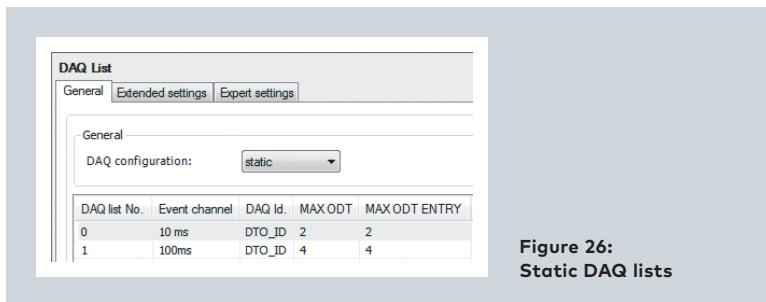 DAQ List
General Extended settings Expert settings
General
DAQ configuration: static
DAQ list No. Event channel DAQ Id. MAX ODT MAX ODT ENTRY
0 10 ms DTO_ID 2 2
1 100ms DTO_ID 4 4
Figure 26:
Static DAQ lists